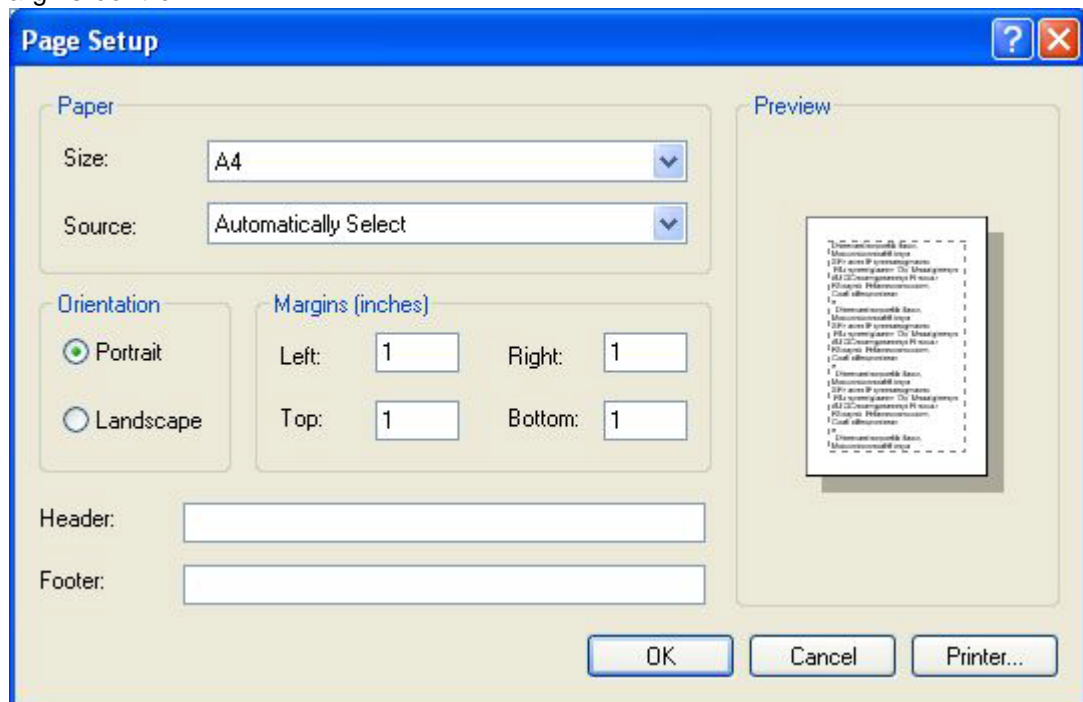 Page Setup
Paper
Size: A4
Source: Automatically Select
Orientation
Portrait
Landscape
Margins (inches)
Left: 1 Right: 1
Top: 1 Bottom: 1
Header:
Footer:
Preview
OK Cancel Printer...